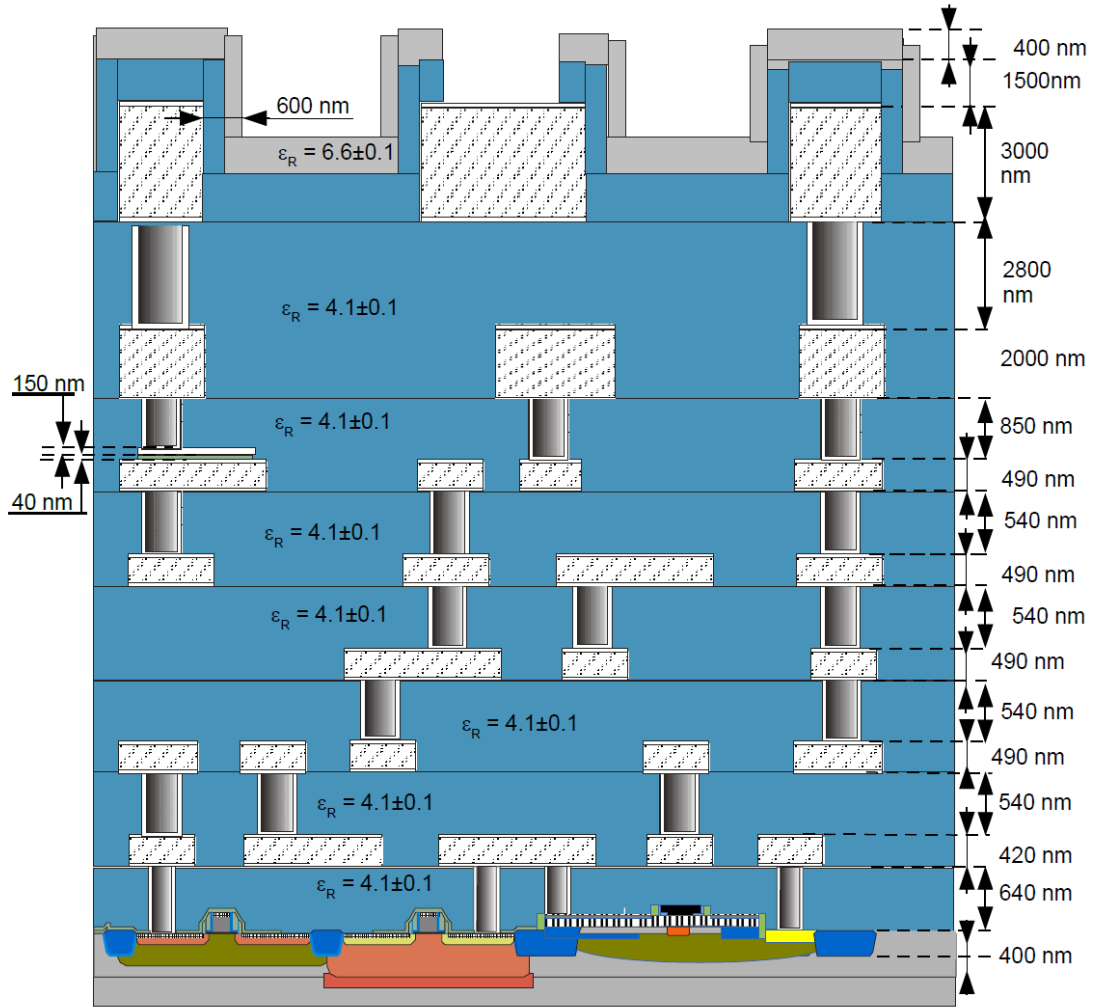 400 nm
1500nm
600 nm
εR = 6.6±0.1
3000
nm
εR = 4.1±0.1
2800
nm
2000 nm
150 nm
εR = 4.1±0.1
850 nm
40 nm
490 nm
εR = 4.1±0.1
540 nm
490 nm
εR = 4.1±0.1
540 nm
490 nm
εR = 4.1±0.1
540 nm
490 nm
εR = 4.1±0.1
540 nm
420 nm
εR = 4.1±0.1
640 nm
400 nm